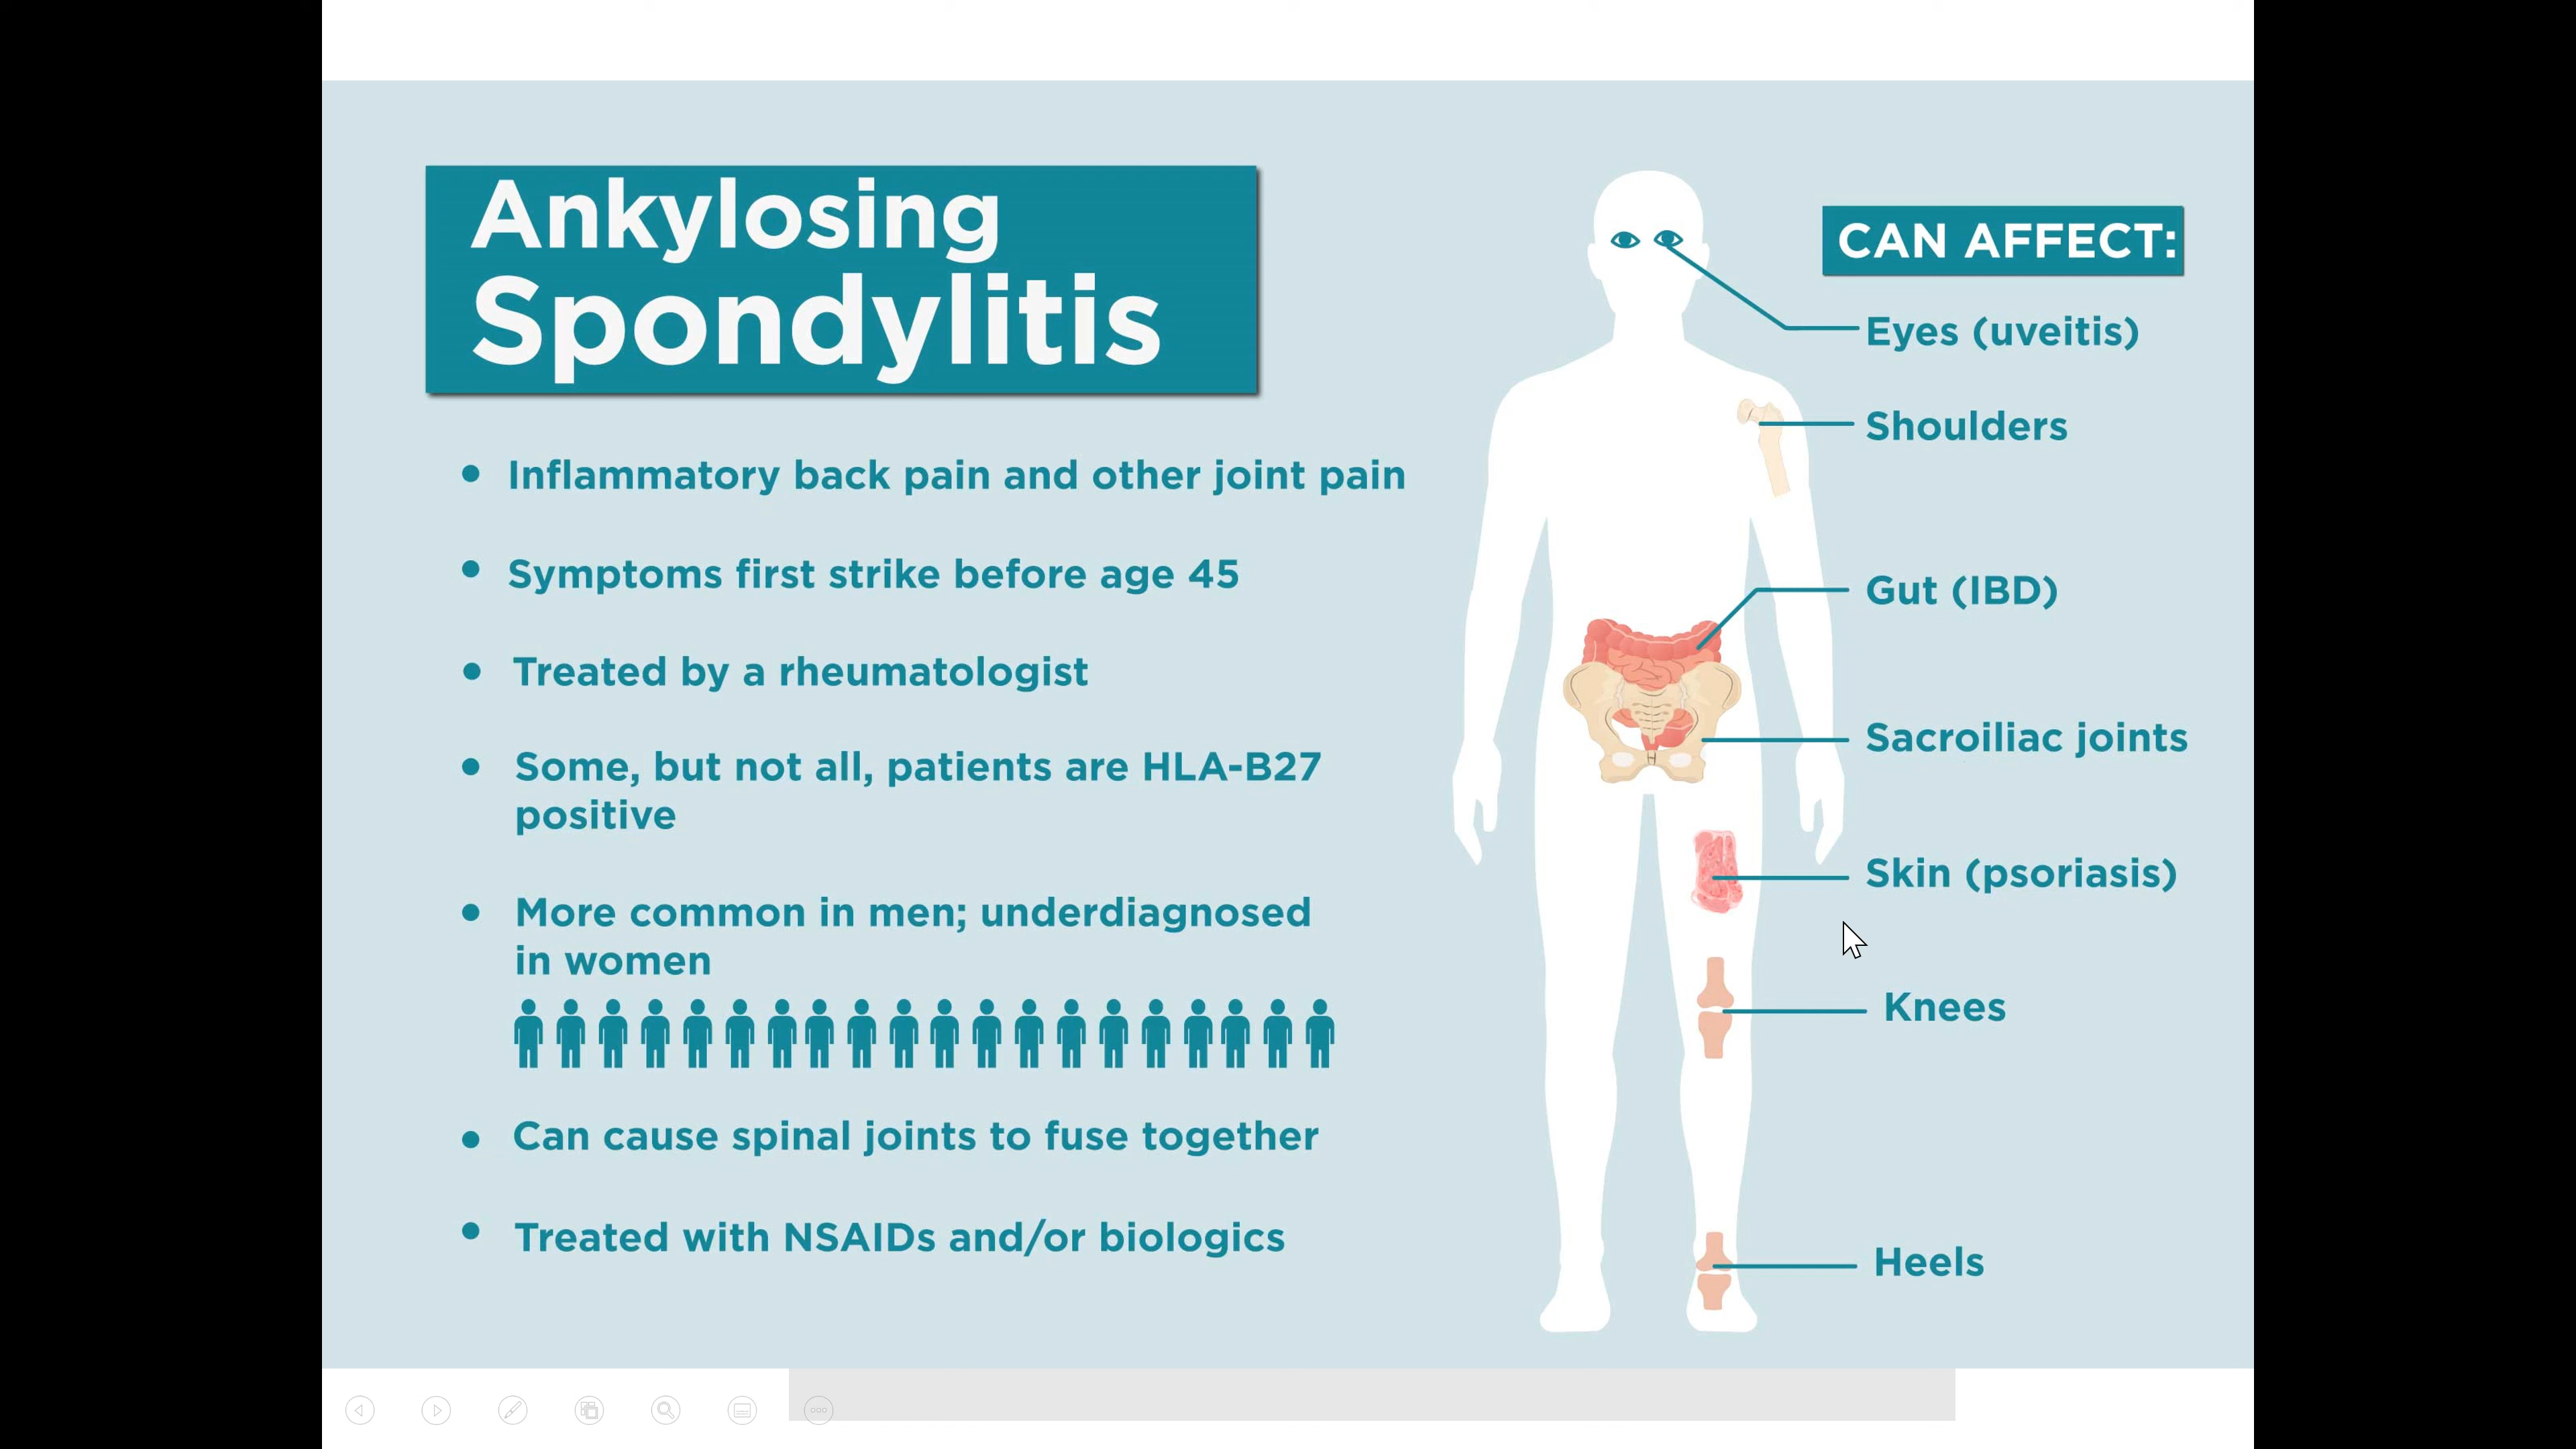 Ankylosing
Spondylitis
• Inflammatory back pain and other joint pain
• Symptoms first strike before age 45
• Treated by a rheumatologist
• Some, but not all, patients are HLA-B27
positive
• More common in men; underdiagnosed
in women
• Can cause spinal joints to fuse together
• Treated with NSAIDs and/or biologics
CAN AFFECT:
Eyes (uveitis)
Shoulders
Gut (IBD)
Sacroiliac joints
Skin (psoriasis)
Knees
Heels